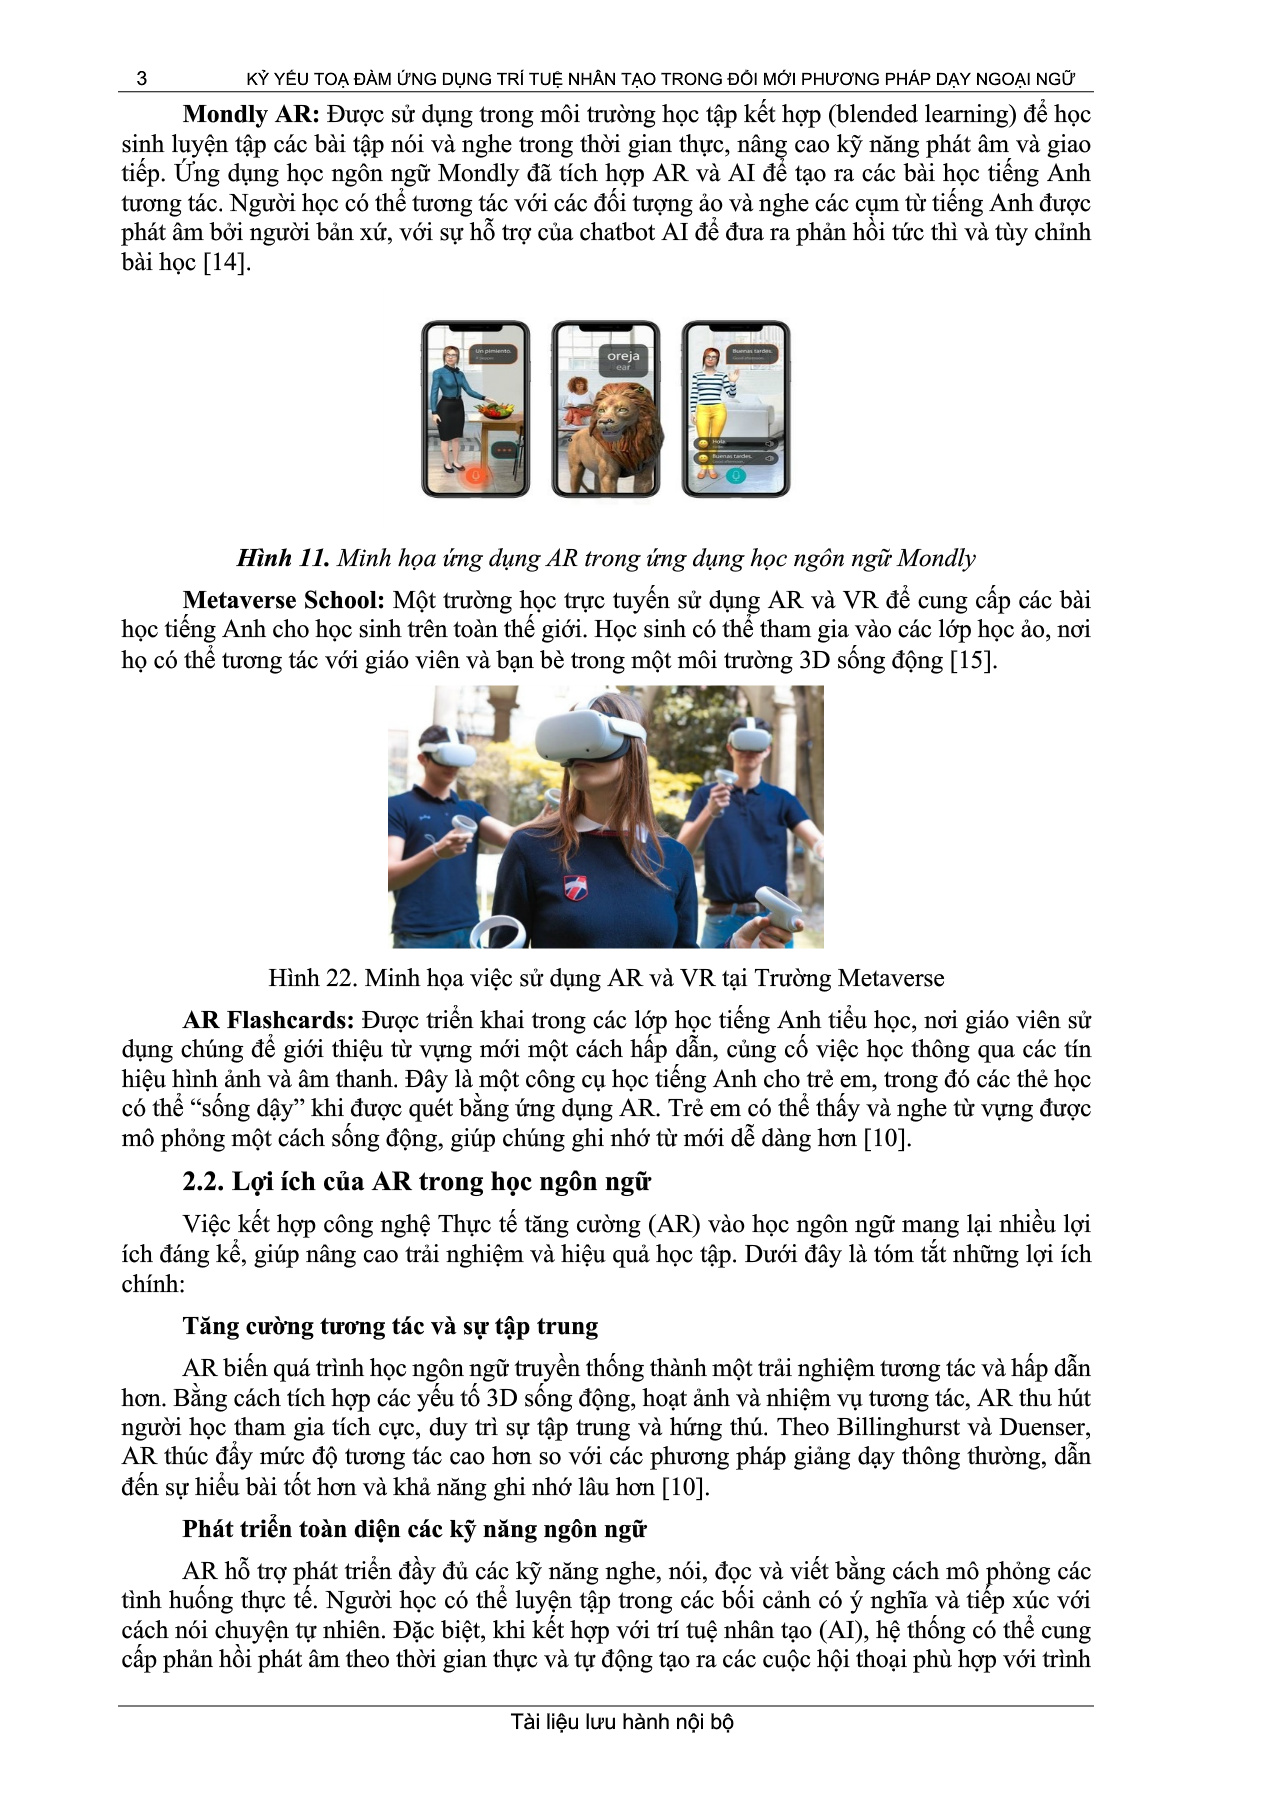 3 KỶ YẾU TOẠ ĐÀM ỨNG DỤNG TRÍ TUỆ NHÂN TẠO TRONG ĐỔI MỚI PHƯƠNG PHÁP DẠY NGOẠI NGỮ
Mondly AR: Được sử dụng trong môi trường học tập kết hợp (blended learning) để học
sinh luyện tập các bài tập nói và nghe trong thời gian thực, nâng cao kỹ năng phát âm và giao
tiếp. Ứng dụng học ngôn ngữ Mondly đã tích hợp AR và AI để tạo ra các bài học tiếng Anh
tương tác. Người học có thể tương tác với các đối tượng ảo và nghe các cụm từ tiếng Anh được
phát âm bởi người bản xứ, với sự hỗ trợ của chatbot AI để đưa ra phản hồi tức thì và tùy chỉnh
bài học [14].
Un pimiento.
oreja
ear
Buenas tardes.
Hola.
Buenas tardes.
Hình 11. Minh họa ứng dụng AR trong ứng dụng học ngôn ngữ Mondly
Metaverse School: Một trường học trực tuyến sử dụng AR và VR để cung cấp các bài
học tiếng Anh cho học sinh trên toàn thế giới. Học sinh có thể tham gia vào các lớp học ảo, nơi
họ có thể tương tác với giáo viên và bạn bè trong một môi trường 3D sống động [15].
Hình 22. Minh họa việc sử dụng AR và VR tại Trường Metaverse
AR Flashcards: Được triển khai trong các lớp học tiếng Anh tiểu học, nơi giáo viên sử
dụng chúng để giới thiệu từ vựng mới một cách hấp dẫn, củng cố việc học thông qua các tín
hiệu hình ảnh và âm thanh. Đây là một công cụ học tiếng Anh cho trẻ em, trong đó các thẻ học
có thể “sống dậy” khi được quét bằng ứng dụng AR. Trẻ em có thể thấy và nghe từ vựng được
mô phỏng một cách sống động, giúp chúng ghi nhớ từ mới dễ dàng hơn [10].
2.2. Lợi ích của AR trong học ngôn ngữ
Việc kết hợp công nghệ Thực tế tăng cường (AR) vào học ngôn ngữ mang lại nhiều lợi
ích đáng kể, giúp nâng cao trải nghiệm và hiệu quả học tập. Dưới đây là tóm tắt những lợi ích
chính:
Tăng cường tương tác và sự tập trung
AR biến quá trình học ngôn ngữ truyền thống thành một trải nghiệm tương tác và hấp dẫn
hơn. Bằng cách tích hợp các yếu tố 3D sống động, hoạt ảnh và nhiệm vụ tương tác, AR thu hút
người học tham gia tích cực, duy trì sự tập trung và hứng thú. Theo Billinghurst và Duenser,
AR thúc đẩy mức độ tương tác cao hơn so với các phương pháp giảng dạy thông thường, dẫn
đến sự hiểu bài tốt hơn và khả năng ghi nhớ lâu hơn [10].
Phát triển toàn diện các kỹ năng ngôn ngữ
AR hỗ trợ phát triển đầy đủ các kỹ năng nghe, nói, đọc và viết bằng cách mô phỏng các
tình huống thực tế. Người học có thể luyện tập trong các bối cảnh có ý nghĩa và tiếp xúc với
cách nói chuyện tự nhiên. Đặc biệt, khi kết hợp với trí tuệ nhân tạo (AI), hệ thống có thể cung
cấp phản hồi phát âm theo thời gian thực và tự động tạo ra các cuộc hội thoại phù hợp với trình
Tài liệu lưu hành nội bộ